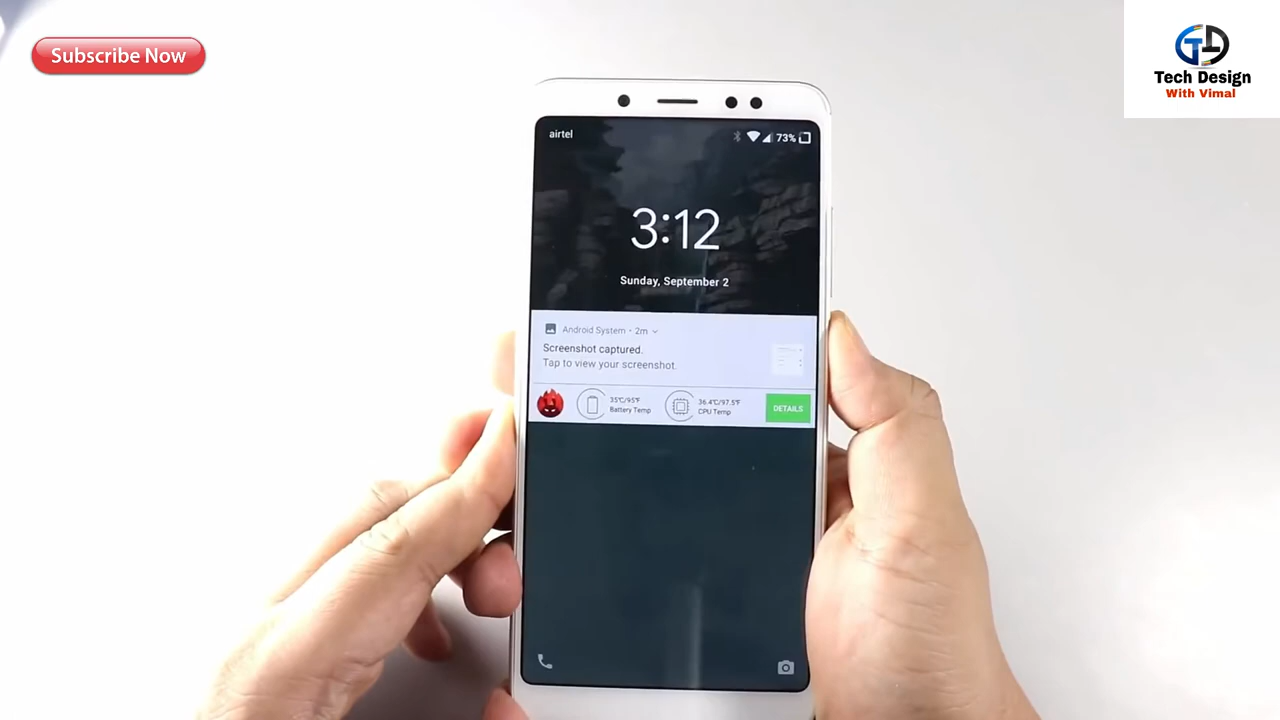 Subscribe Now
Tech Design
With Vimal
airtel
73%
3:12
Sunday, September 2
Android System • 2m
Screenshot captured.
Tap to view your screenshot.
35℃/95℉
Battery Temp
36.4℃/97.5℉
CPU Temp
DETAILS